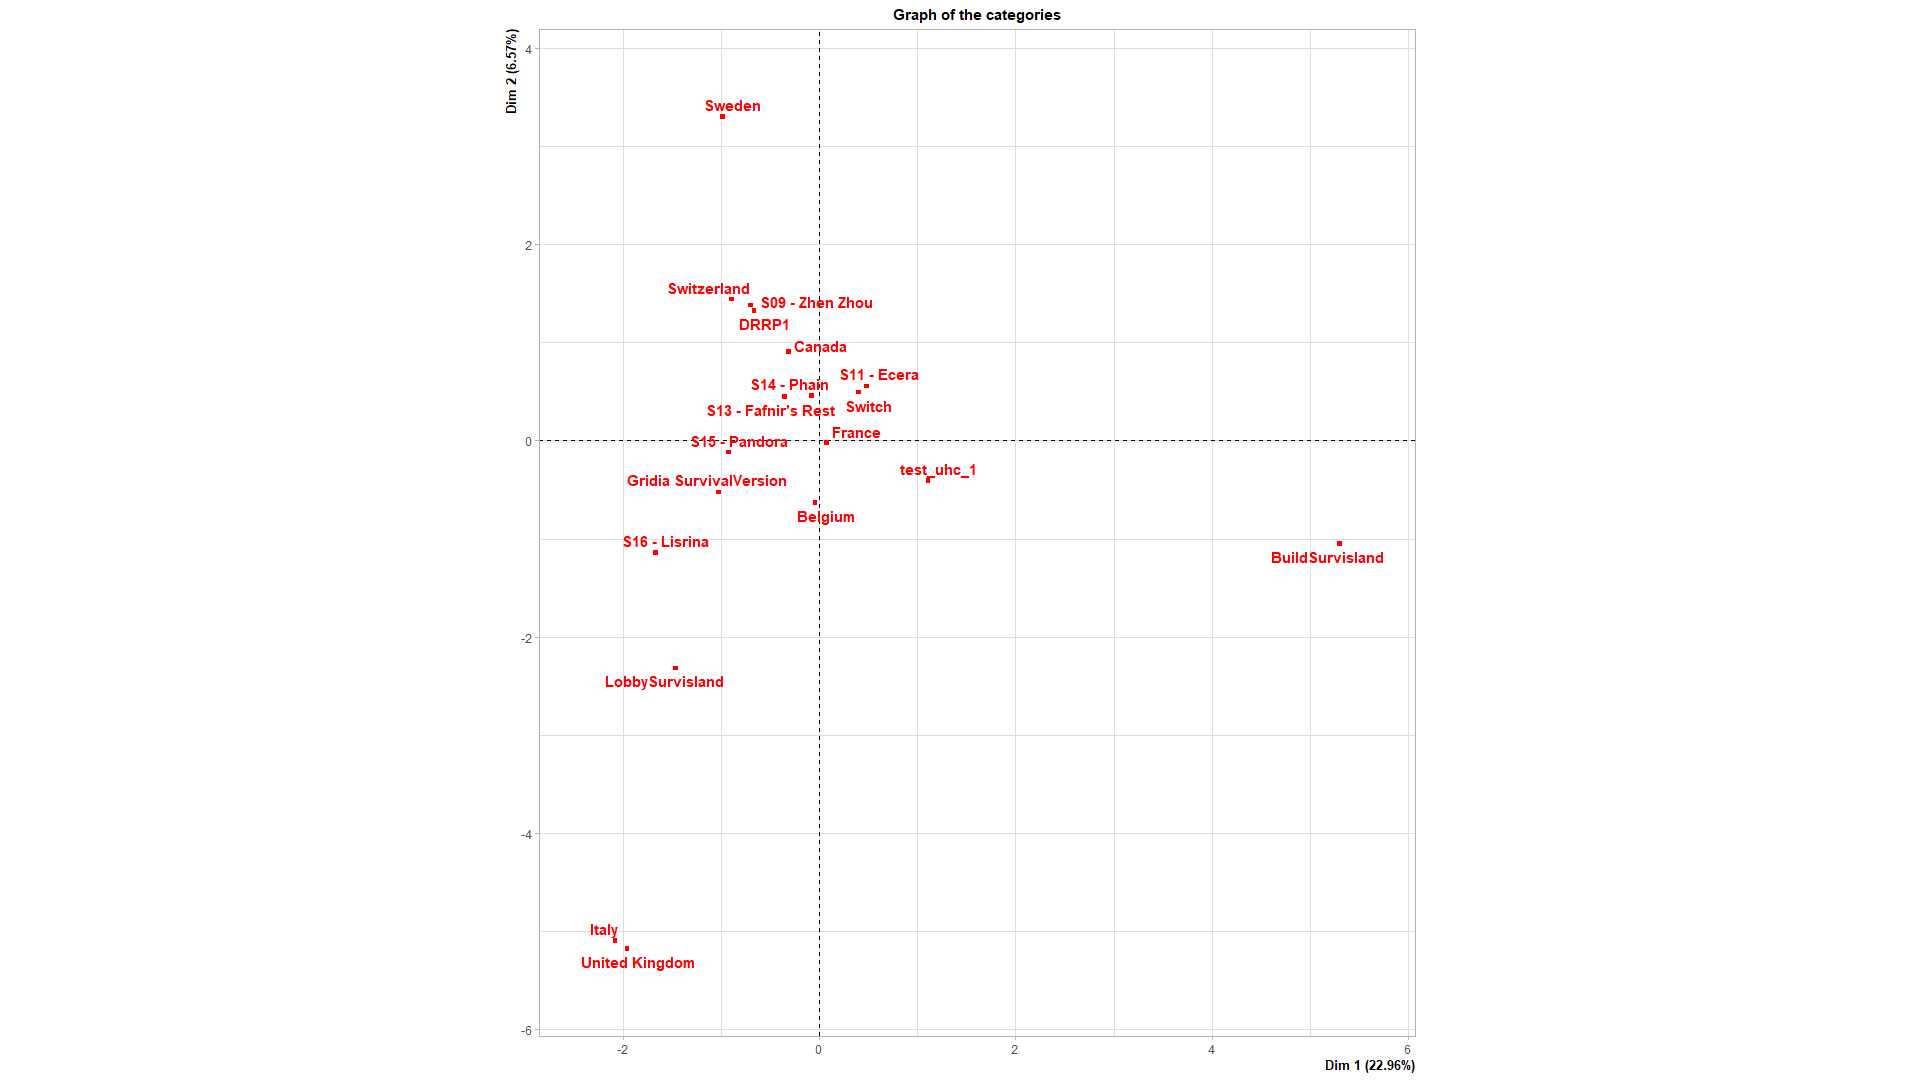 Graph of the categories
Dim 2 (6.57%)
4
Sweden
2
Switzerland
S09 - Zhen Zhou
DRRP1
Canada
S11 - Ecera
S14 - Phain
Switch
S13 - Fafnir's Rest
France
0
S15 - Pandora
test_uhc_1
Gridia SurvivalVersion
Belgium
S16 - Lisrina
BuildSurvisland
-2
LobbySurvisland
-4
Italy
United Kingdom
-6
-2 0 2 4 6
Dim 1 (22.96%)